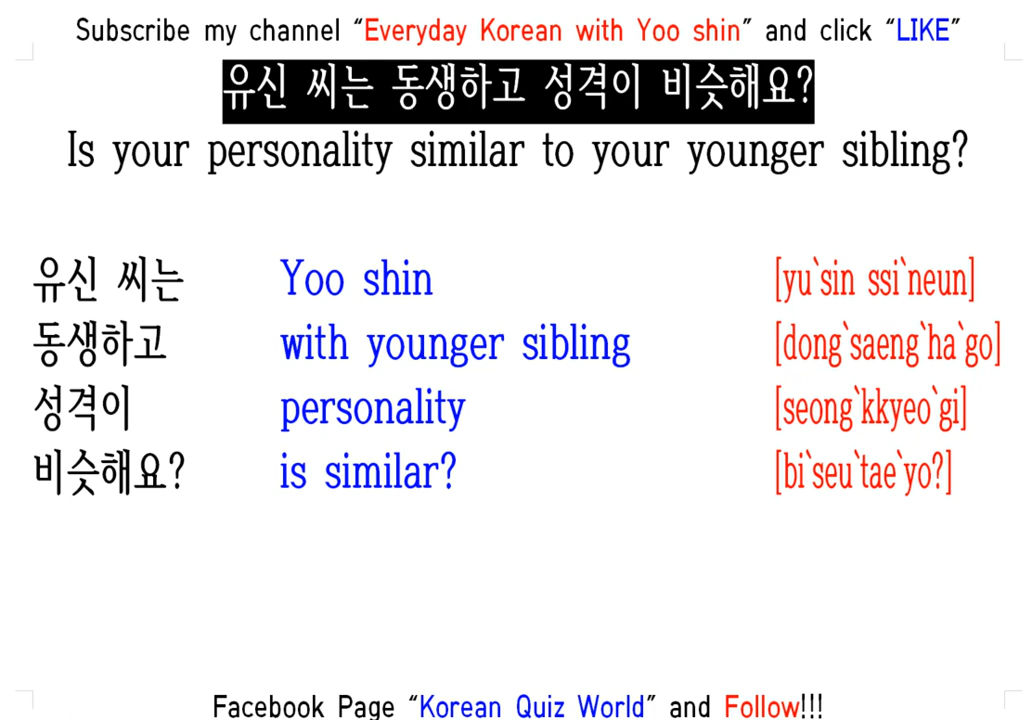 Subscribe my channel “Everyday Korean with Yoo shin” and click “LIKE”
유신 씨는 동생하고 성격이 비슷해요?
Is your personality similar to your younger sibling?
유신 씨는 Yoo shin [yu`sin ssi`neun]
동생하고 with younger sibling [dong`saeng`ha`go]
성격이 personality [seong`kkyeo`gi]
비슷해요? is similar? [bi`seu`tae`yo?]
Facebook Page “Korean Quiz World” and Follow!!!